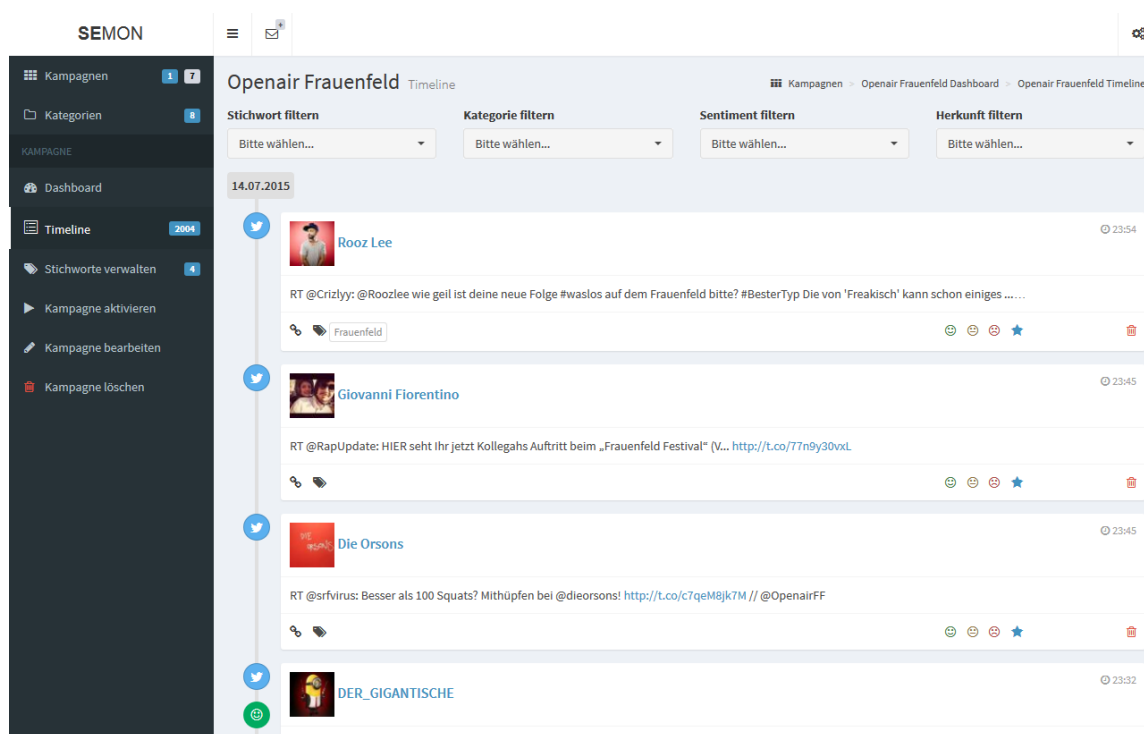 SEMON
Kampagnen 1 7
Kategorien 8
KAMPAGNE
Dashboard
Timeline 2004
Stichworte verwalten 4
Kampagne aktivieren
Kampagne bearbeiten
Kampagne löschen
Openair Frauenfeld Timeline
Kampagnen > Openair Frauenfeld Dashboard > Openair Frauenfeld Timeline
Stichwort filtern Kategorie filtern Sentiment filtern Herkunft filtern
Bitte wählen... Bitte wählen... Bitte wählen... Bitte wählen...
14.07.2015
Rooz Lee 23:54
RT @Crizlyy: @Roozlee wie geil ist deine neue Folge #waslos auf dem Frauenfeld bitte? #BesterTyp Die von 'Freakisch' kann schon einiges ......
Frauenfeld
Giovanni Fiorentino 23:45
RT @RapUpdate: HIER seht Ihr jetzt Kollegahs Auftritt beim „Frauenfeld Festival“ (V... http://t.co/77n9y30vxL
Die Orsons 23:45
RT @srfvirus: Besser als 100 Squats? Mithüpfen bei @dieorsons! http://t.co/c7qeM8jk7M // @OpenairFF
DER_GIGANTISCHE 23:32